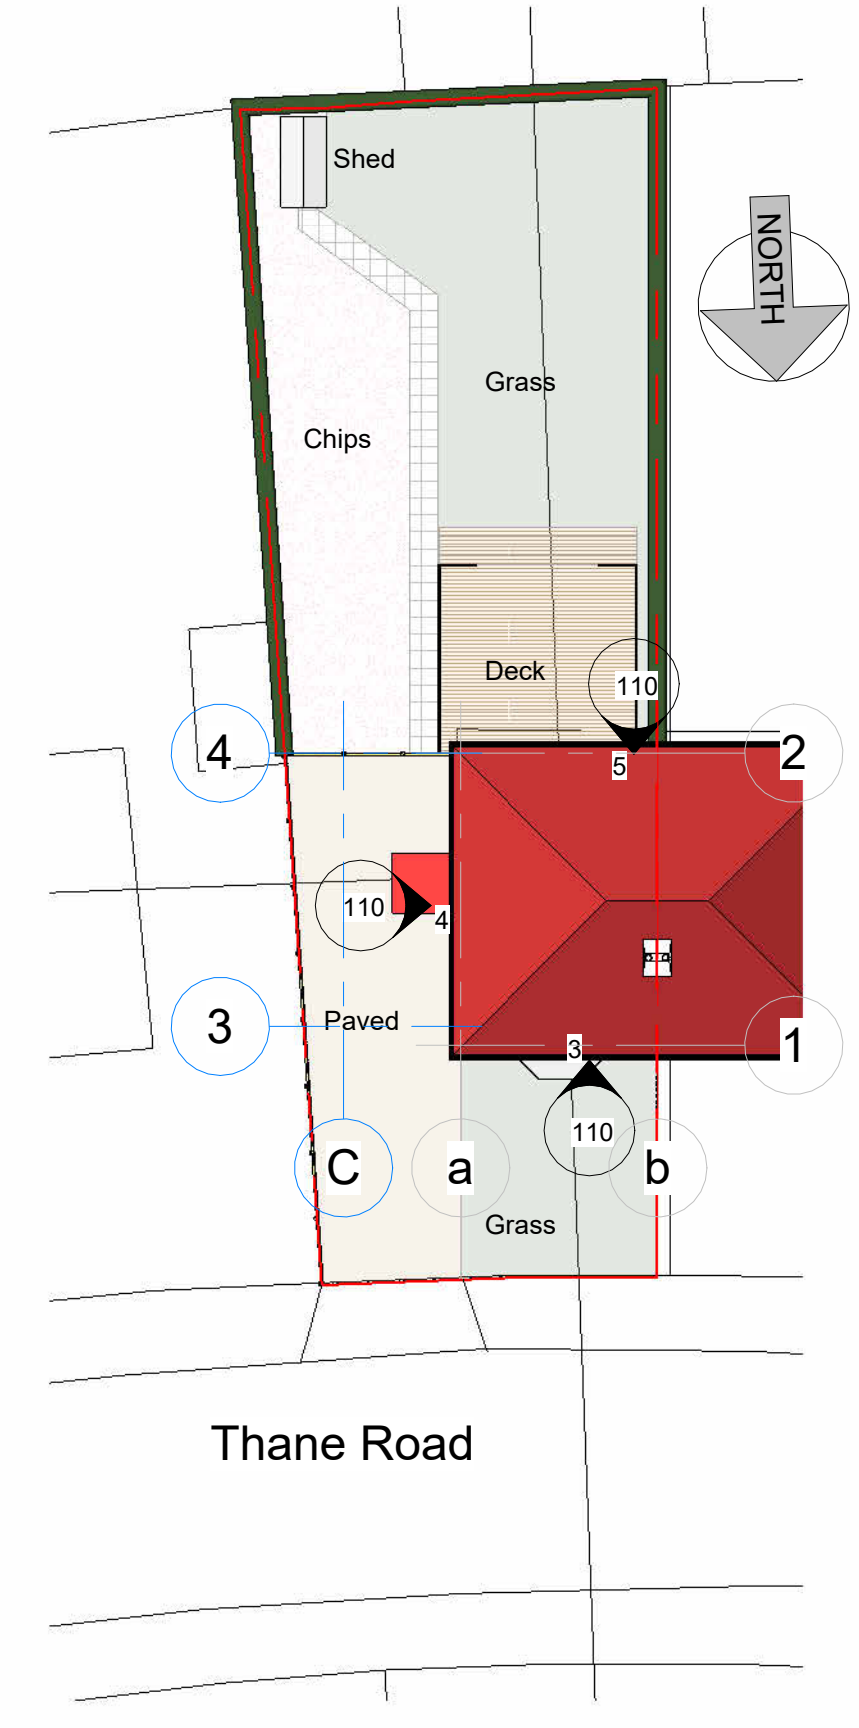 Shed
NORTH
Grass
Chips
Deck
110
5
4
2
110
4
3
Paved
3
1
110
C
a
b
Grass
Thane Road